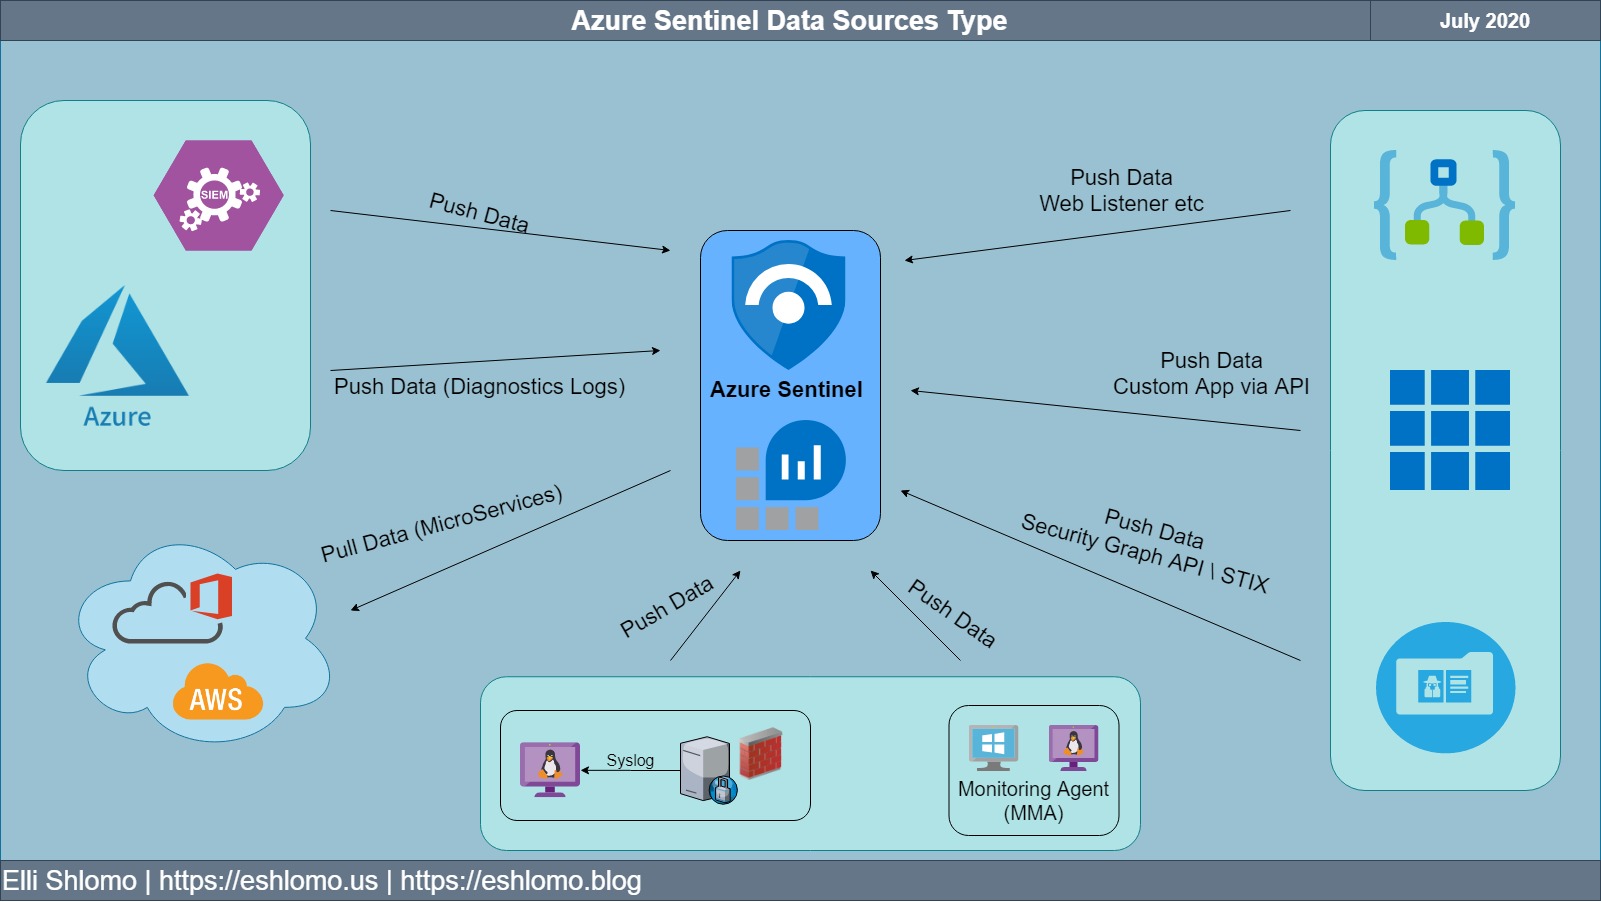 Azure Sentinel Data Sources Type
July 2020
SIEM
Azure
Push Data
Push Data (Diagnostics Logs)
Pull Data (MicroServices)
AWS
Azure Sentinel
Push Data
Web Listener etc
Push Data
Custom App via API
Push Data
Security Graph API \ STIX
Push Data
Push Data
Syslog
Monitoring Agent
(MMA)
Elli Shlomo | https://eshlomo.us | https://eshlomo.blog